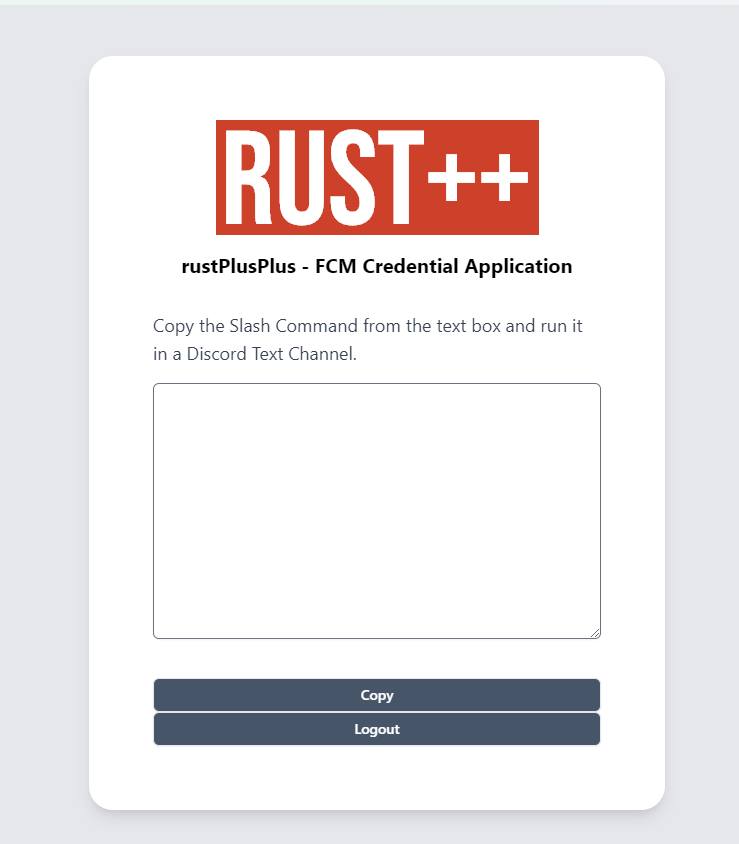 RUST++
rustPlusPlus - FCM Credential Application
Copy the Slash Command from the text box and run it
in a Discord Text Channel.
Copy
Logout